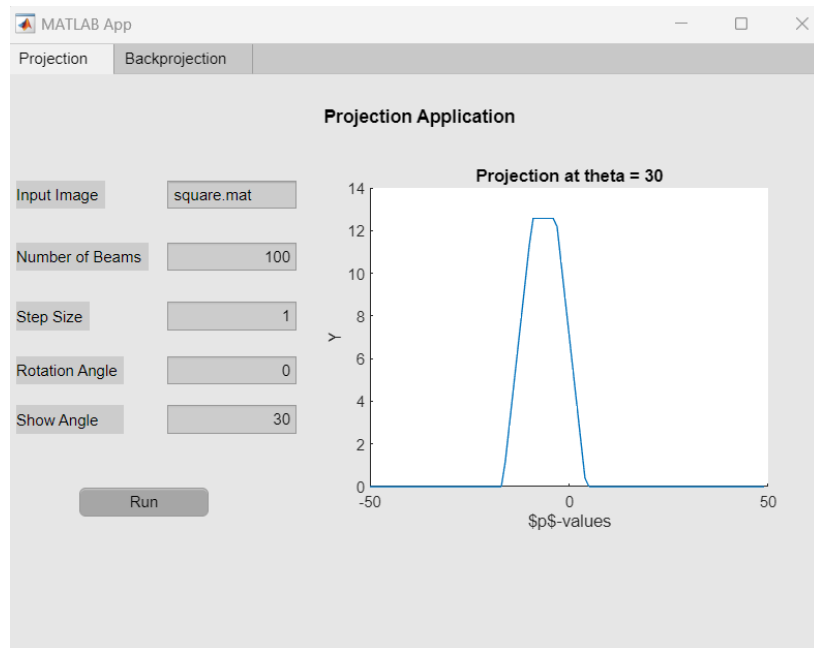 MATLAB App
Projection Backprojection
Projection Application
Input Image square.mat
Number of Beams 100
Step Size 1
Rotation Angle 0
Show Angle 30
Run
Projection at theta = 30
14
12
10
8
6
4
2
0
Y
-50 0 50
$p$-values